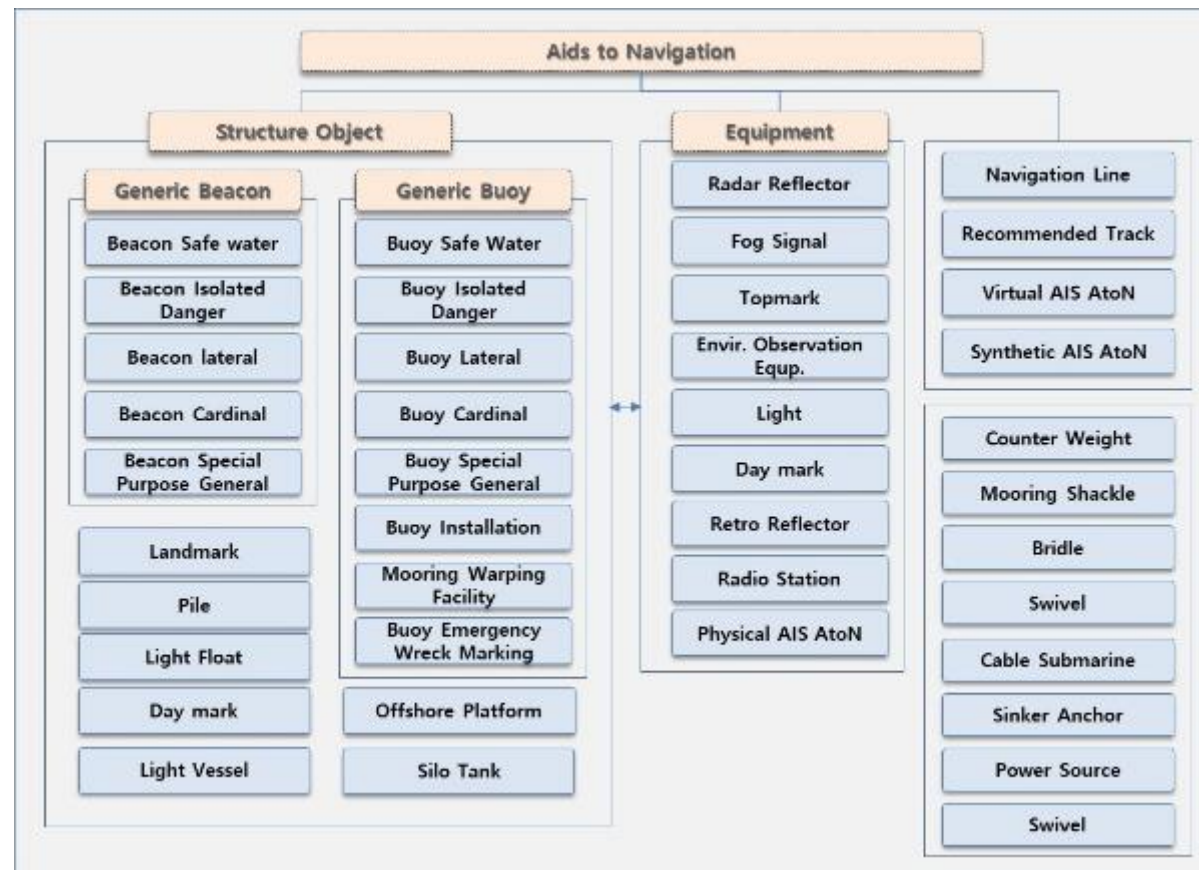 Aids to Navigation
Structure Object
Generic Beacon
Beacon Safe water
Beacon Isolated
Danger
Beacon lateral
Beacon Cardinal
Beacon Special
Purpose General
Landmark
Pile
Light Float
Day mark
Light Vessel
Generic Buoy
Buoy Safe Water
Buoy Isolated
Danger
Buoy Lateral
Buoy Cardinal
Buoy Special
Purpose General
Buoy Installation
Mooring Warping
Facility
Buoy Emergency
Wreck Marking
Offshore Platform
Silo Tank
Equipment
Radar Reflector
Fog Signal
Topmark
Envir. Observation
Equp.
Light
Day mark
Retro Reflector
Radio Station
Physical AIS AtoN
Navigation Line
Recommended Track
Virtual AIS AtoN
Synthetic AIS AtoN
Counter Weight
Mooring Shackle
Bridle
Swivel
Cable Submarine
Sinker Anchor
Power Source
Swivel